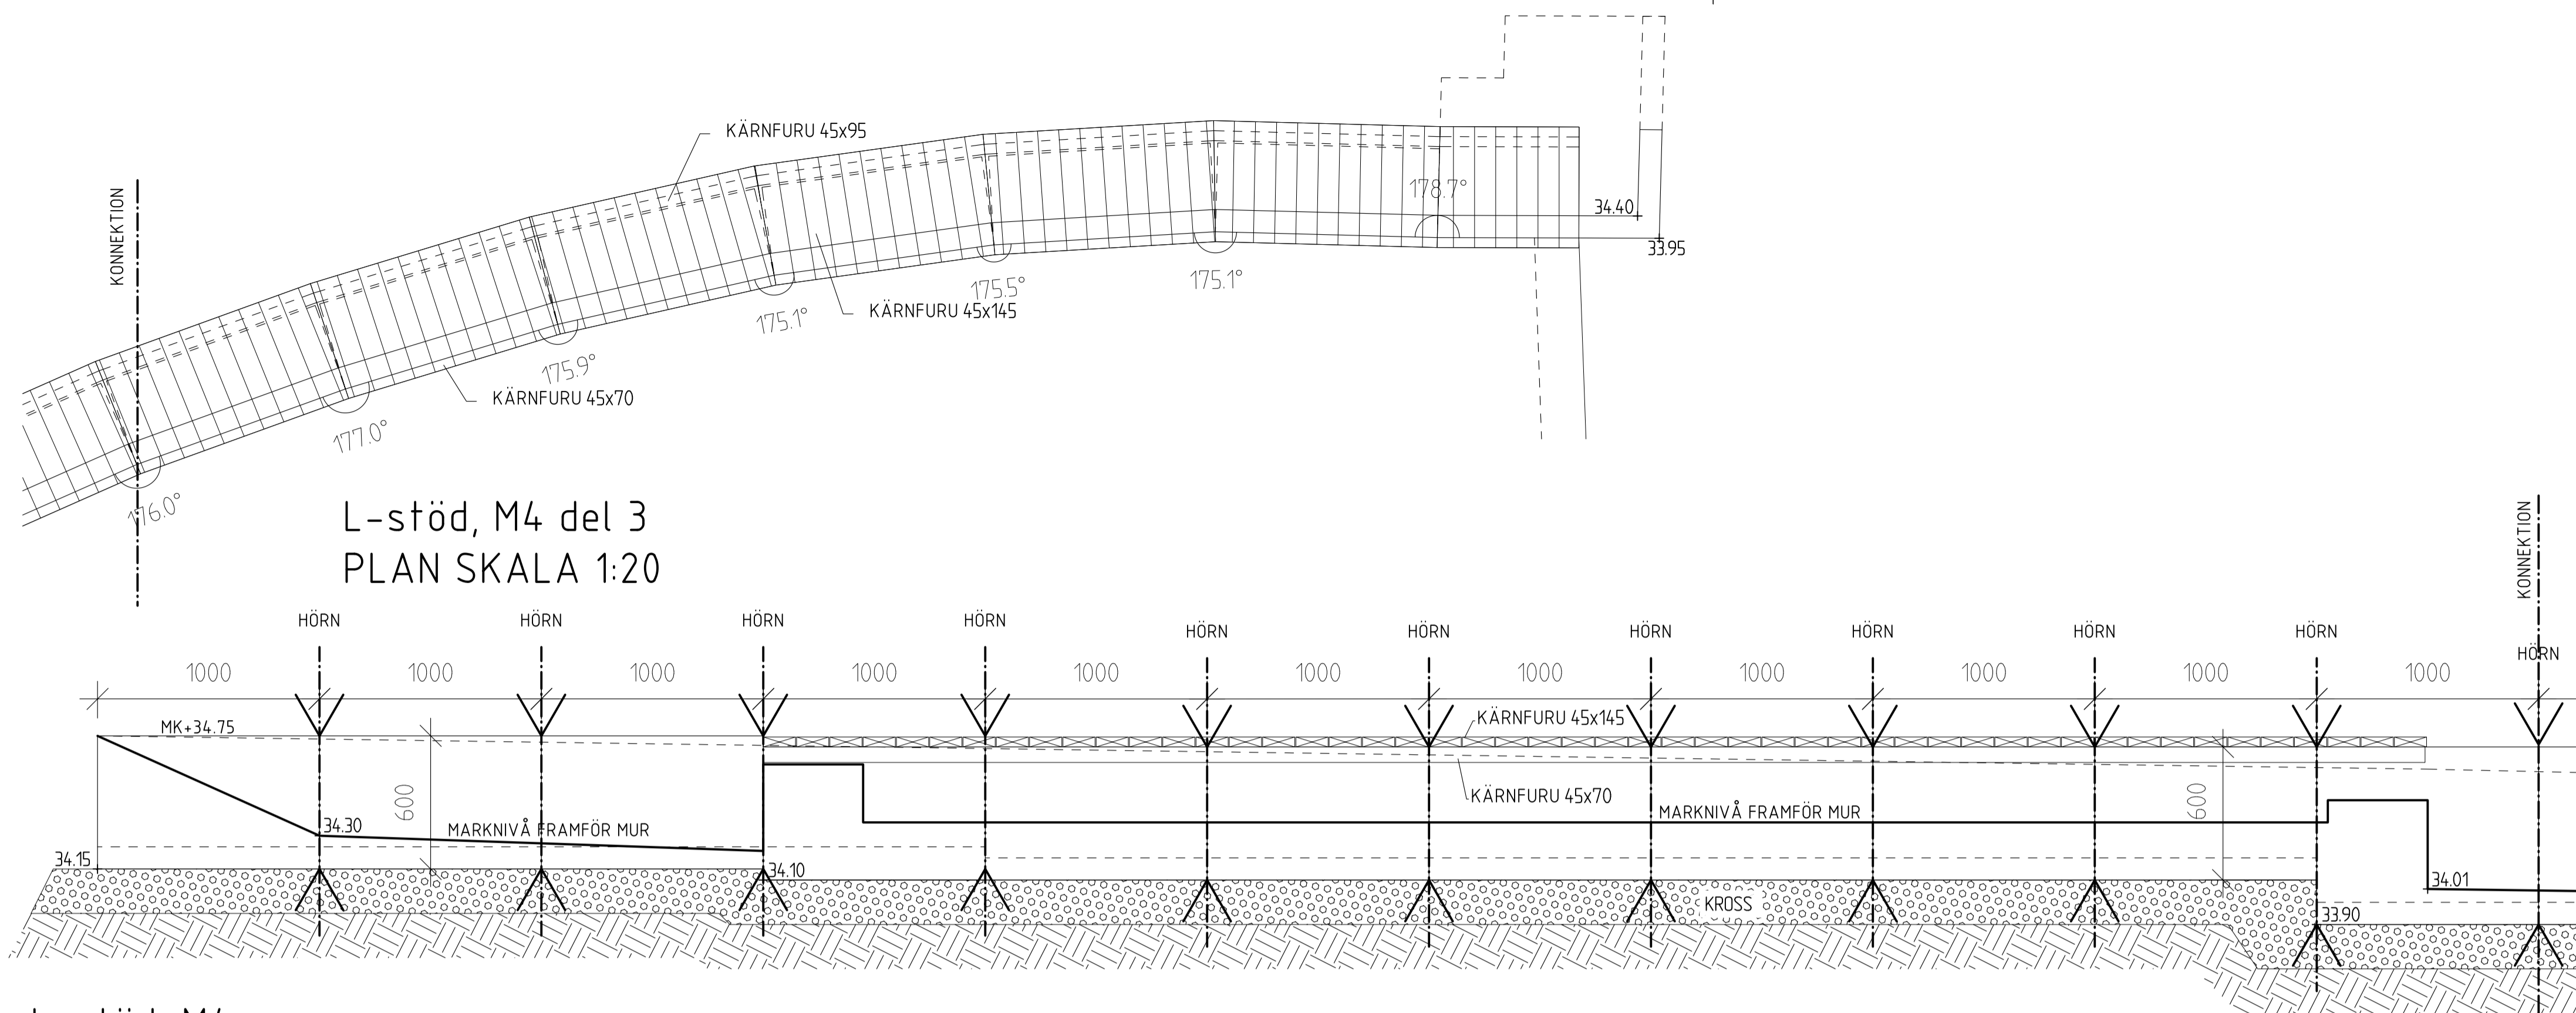 KÄRNFURU 45x95
KONNEKTION
178.7°
34.40
33.95
175.1°
175.5°
KÄRNFURU 45x145
175.1°
175.9°
KÄRNFURU 45x70
177.0°
176.0°
L-stöd, M4 del 3
PLAN SKALA 1:20
KONNEKTION
HÖRN HÖRN HÖRN HÖRN HÖRN HÖRN HÖRN HÖRN HÖRN HÖRN HÖRN
1000 1000 1000 1000 1000 1000 1000 1000 1000 1000 1000
MK+34.75
KÄRNFURU 45x145
600
KÄRNFURU 45x70
600
34.30
MARKNIVÅ FRAMFÖR MUR
MARKNIVÅ FRAMFÖR MUR
34.15
34.10
34.01
KROSS
33.90